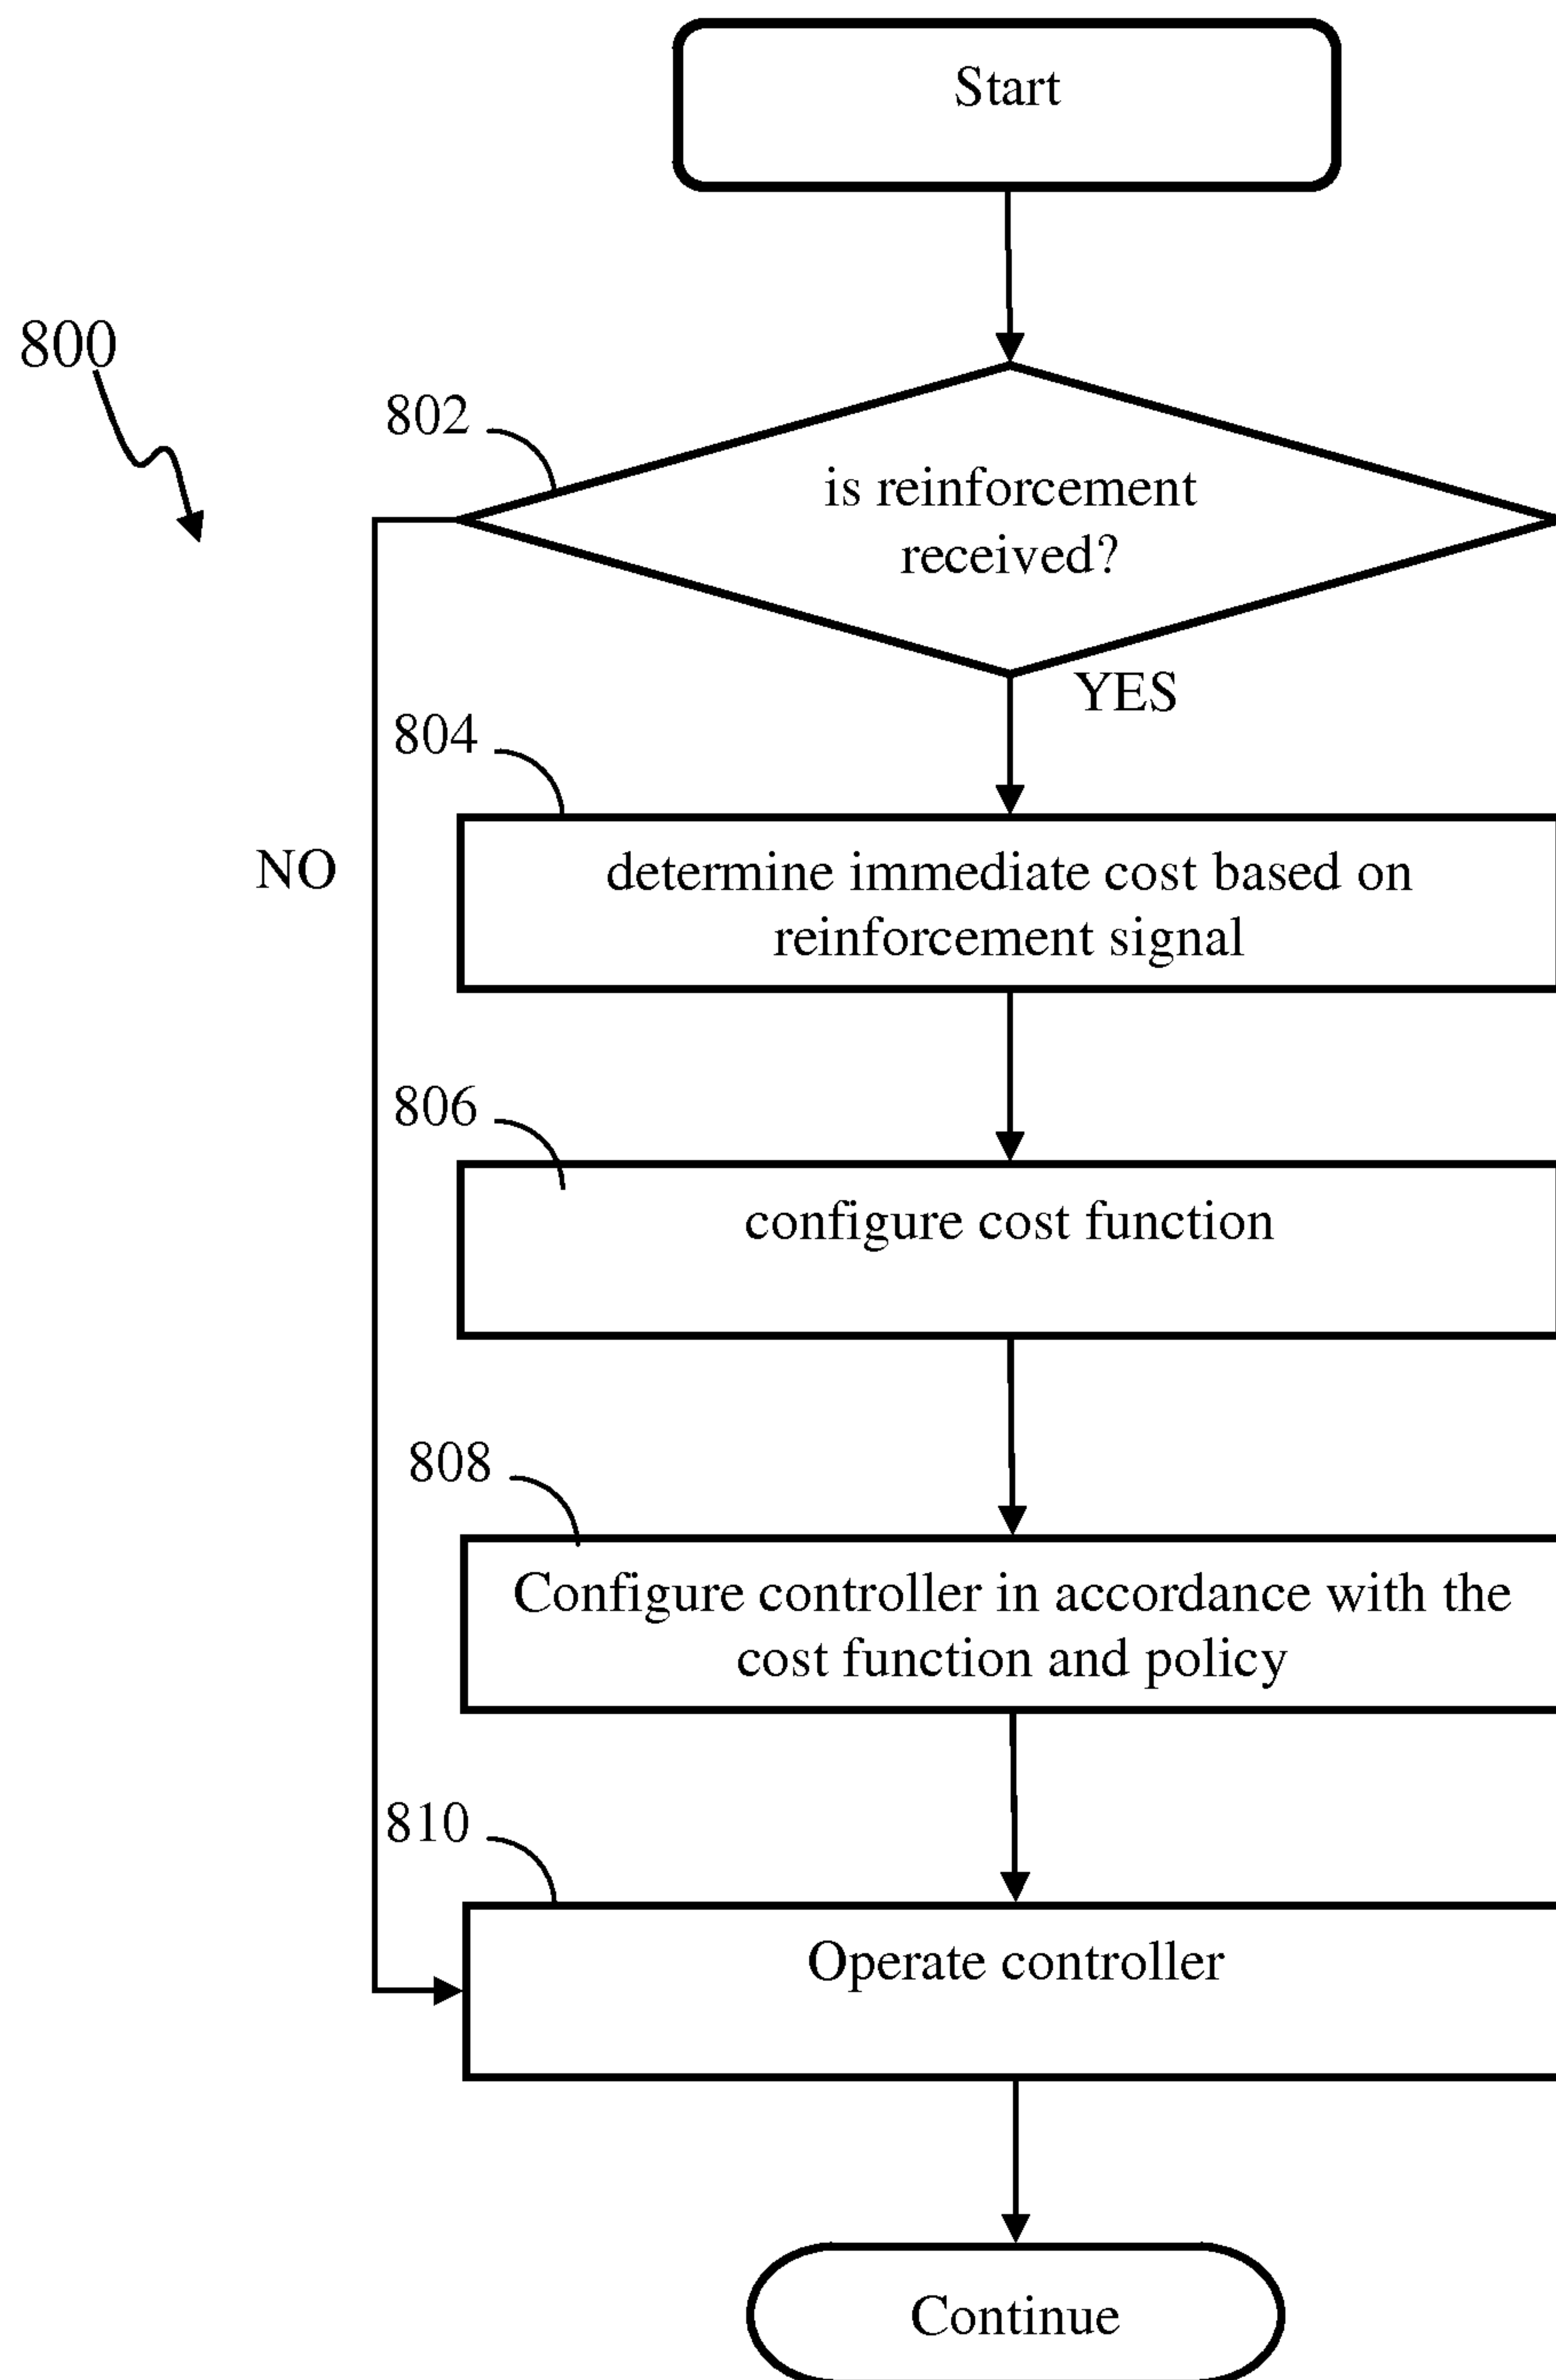 Start
800
802
is reinforcement
received?
YES
804
NO
determine immediate cost based on
reinforcement signal
806
configure cost function
808
Configure controller in accordance with the
cost function and policy
810
Operate controller
Continue